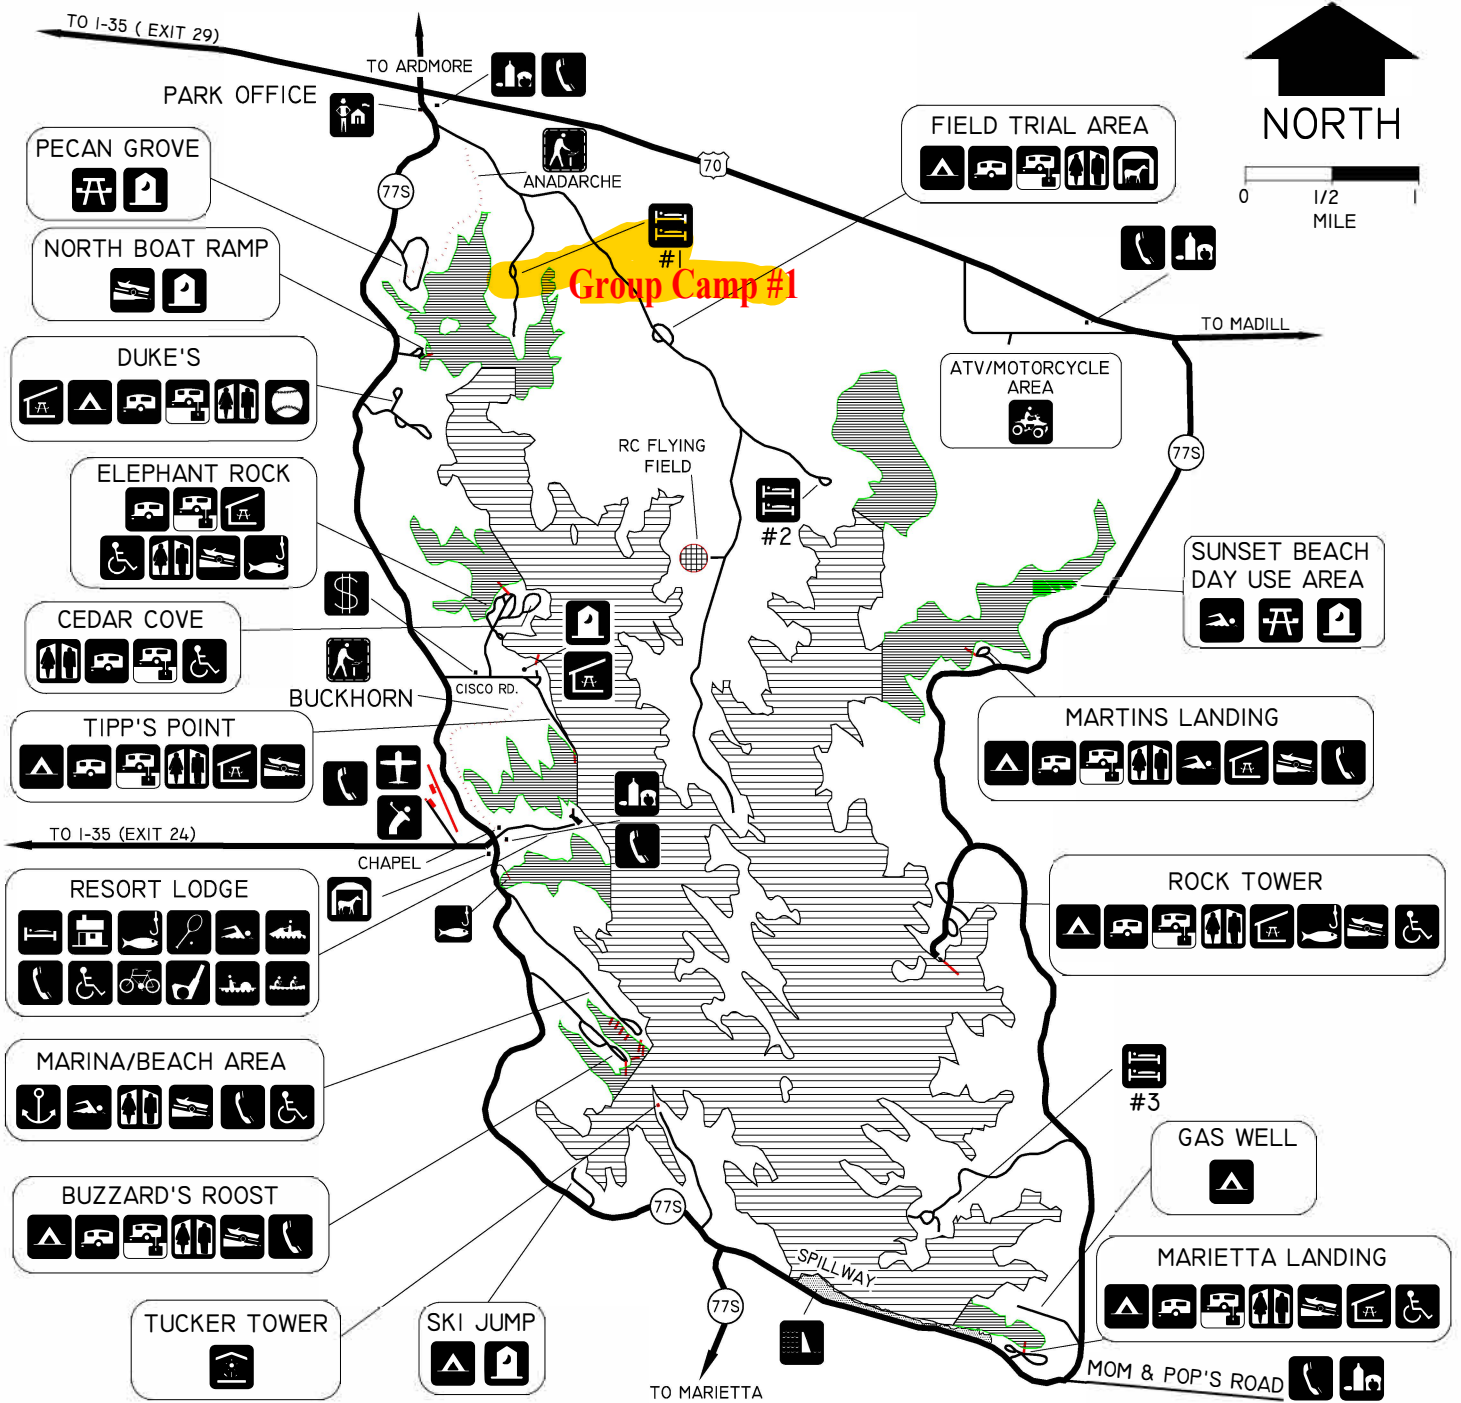 TO I-35 ( EXIT 29)
TO ARDMORE
PARK OFFICE
NORTH
0 1/2 1
MILE
PECAN GROVE
77S
ANADARCHE
70
FIELD TRIAL AREA
NORTH BOAT RAMP
#1
Group Camp #1
TO MADILL
DUKE'S
ATV/MOTORCYCLE
AREA
RC FLYING
FIELD
77S
ELEPHANT ROCK
#2
SUNSET BEACH
DAY USE AREA
$
CEDAR COVE
CISCO RD.
BUCKHORN
TIPP'S POINT
MARTINS LANDING
TO I-35 (EXIT 24)
CHAPEL
RESORT LODGE
ROCK TOWER
MARINA/BEACH AREA
#3
GAS WELL
BUZZARD'S ROOST
77S
SPILLWAY
MARIETTA LANDING
TUCKER TOWER
SKI JUMP
77S
TO MARIETTA
MOM & POP'S ROAD